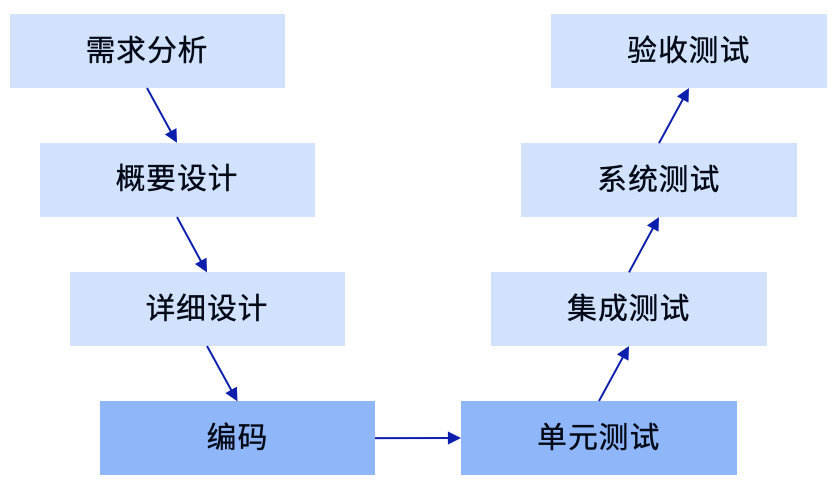 需求分析
概要设计
详细设计
编码
单元测试
集成测试
系统测试
验收测试